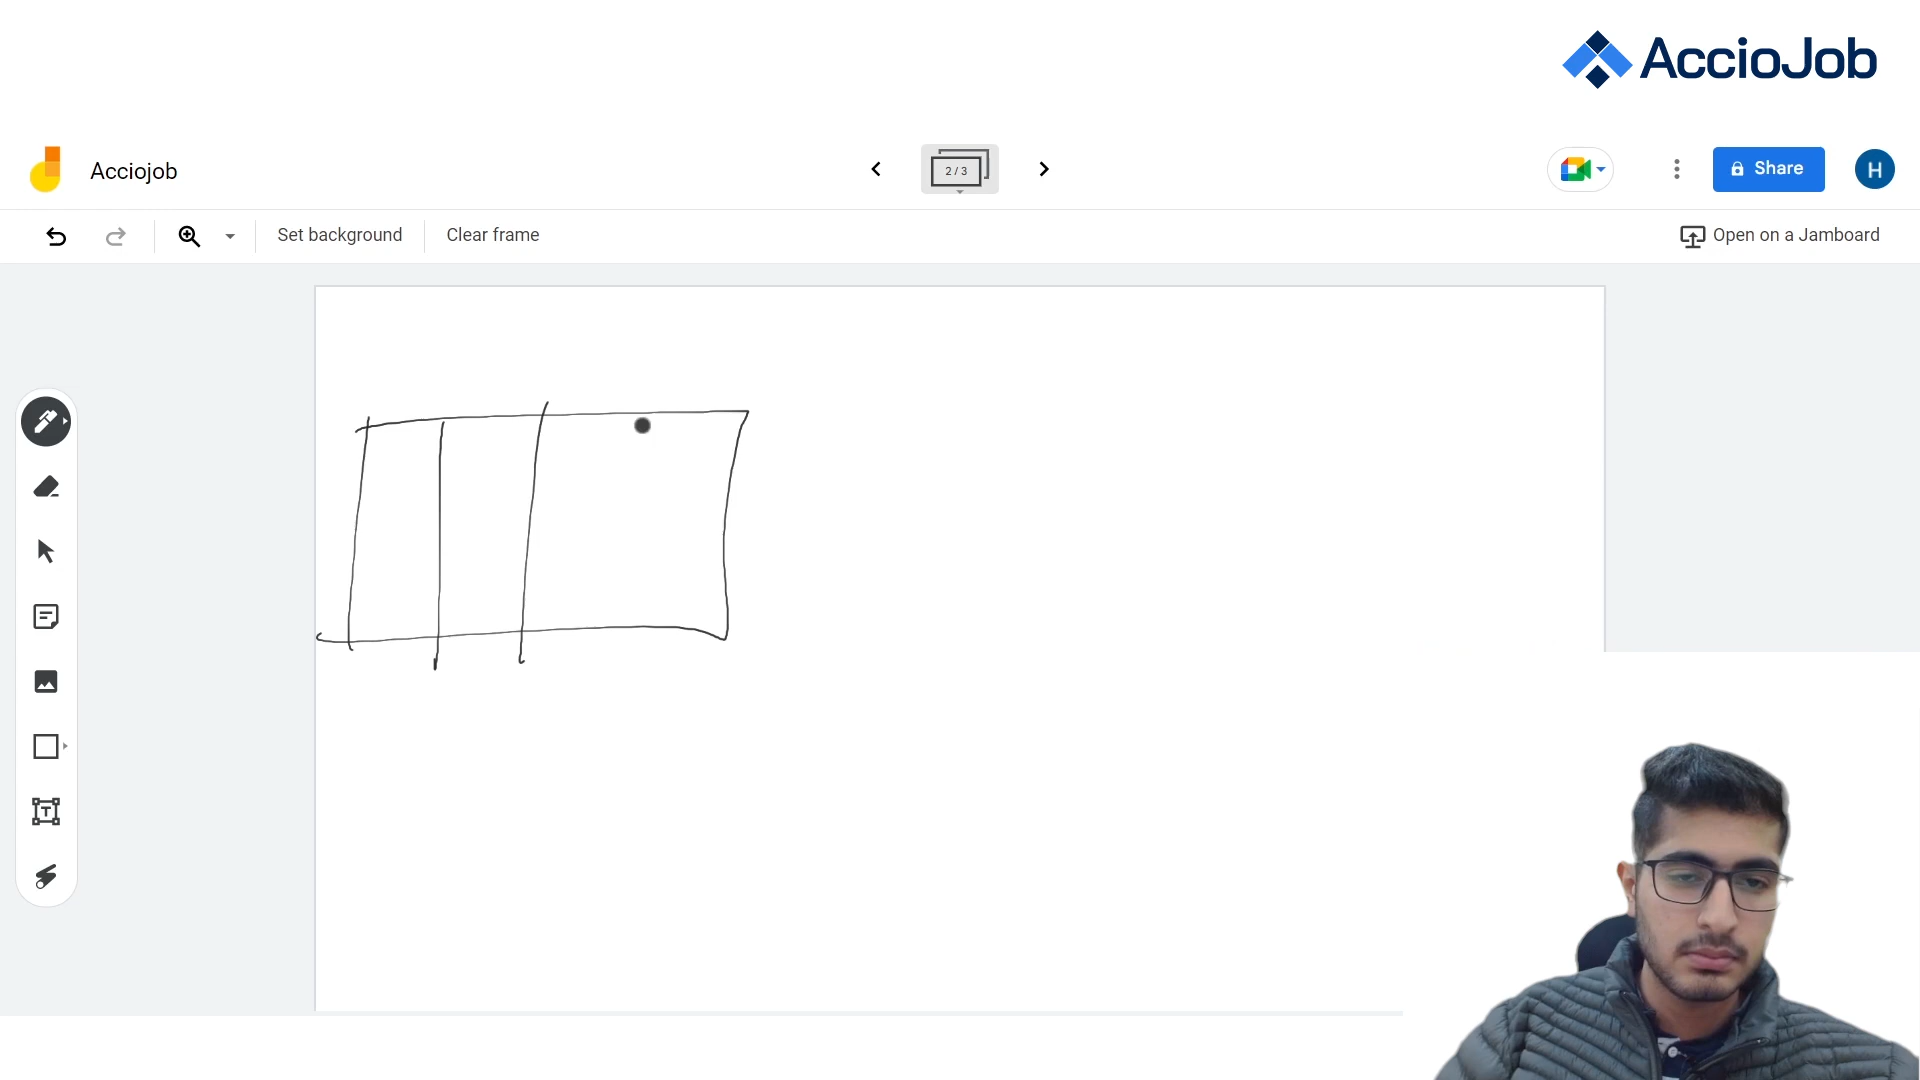 AccioJob
Acciojob
2 / 3
Share
H
Set background
Clear frame
Open on a Jamboard
T